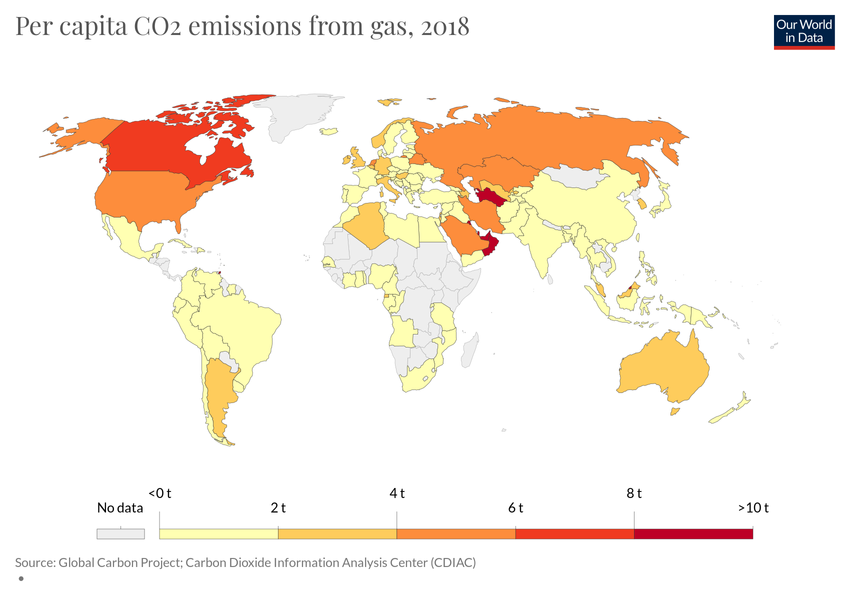 Per capita CO2 emissions from gas, 2018
Our World
in Data
<0 t
4 t
8 t
No data
2 t
6 t
>10 t
Source: Global Carbon Project; Carbon Dioxide Information Analysis Center (CDIAC)
•